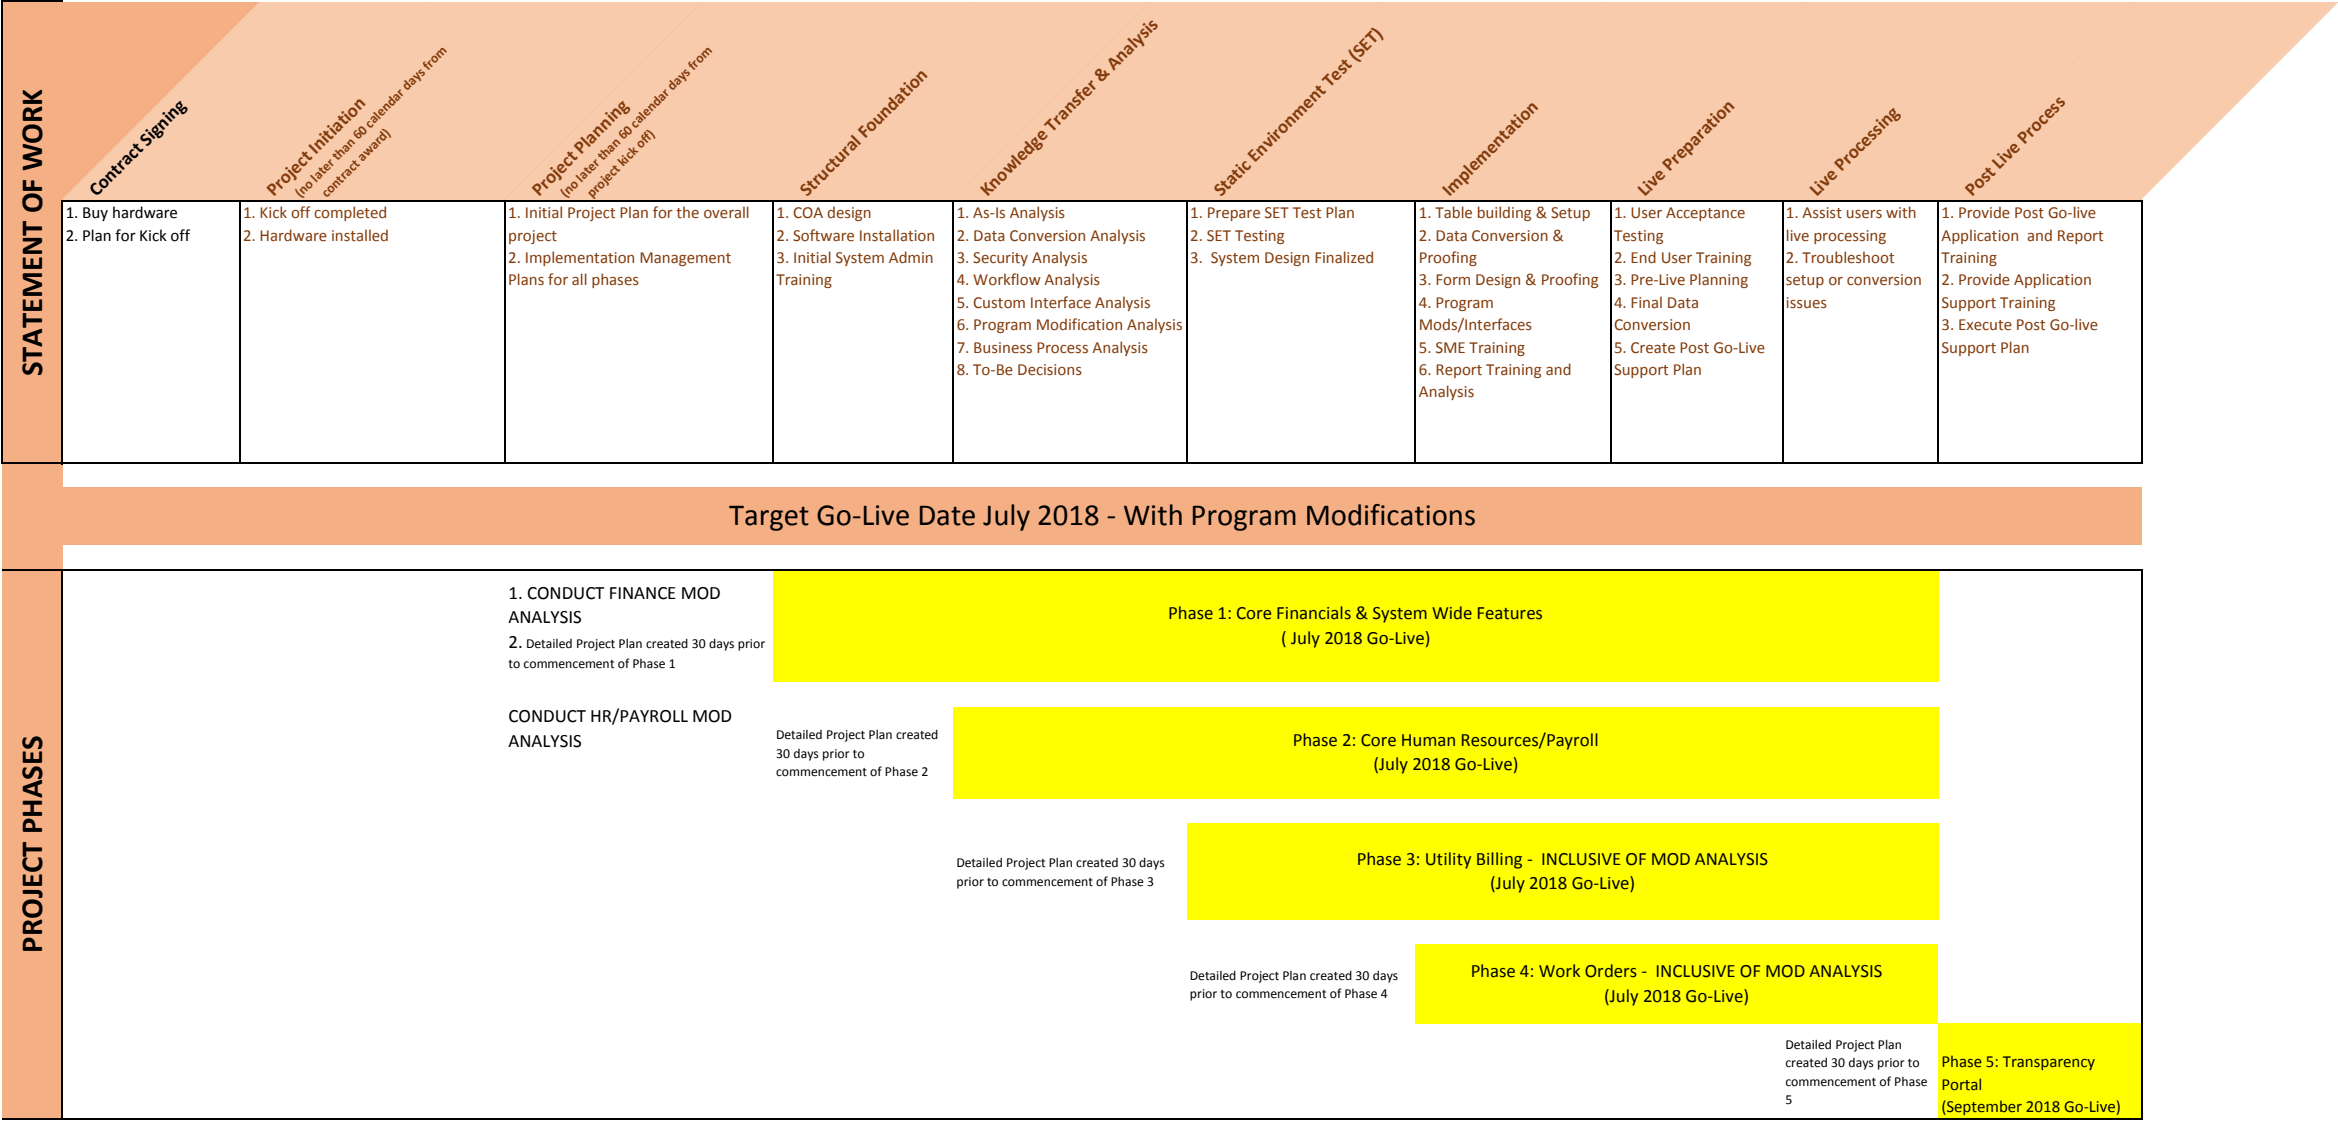 STATEMENT OF WORK
Contract Signing
Project Initiation
(no later than 60 calendar days from
contract award)
Project Planning
(no later than 60 calendar days from
project kick off)
Structural Foundation
Knowledge Transfer & Analysis
Static Environment Test (SET)
Implementation
Live Preparation
Live Processing
Post Live Process
1. Buy hardware
2. Plan for Kick off
1. Kick off completed
2. Hardware installed
1. Initial Project Plan for the overall
project
2. Implementation Management
Plans for all phases
1. COA design
2. Software Installation
3. Initial System Admin
Training
1. As-Is Analysis
2. Data Conversion Analysis
3. Security Analysis
4. Workflow Analysis
5. Custom Interface Analysis
6. Program Modification Analysis
7. Business Process Analysis
8. To-Be Decisions
1. Prepare SET Test Plan
2. SET Testing
3.  System Design Finalized
1. Table building & Setup
2. Data Conversion &
Proofing
3. Form Design & Proofing
4. Program
Mods/Interfaces
5. SME Training
6. Report Training and
Analysis
1. User Acceptance
Testing
2. End User Training
3. Pre-Live Planning
4. Final Data
Conversion
5. Create Post Go-Live
Support Plan
1. Assist users with
live processing
2. Troubleshoot
setup or conversion
issues
1. Provide Post Go-live
Application  and Report
Training
2. Provide Application
Support Training
3. Execute Post Go-live
Support Plan
Target Go-Live Date July 2018 - With Program Modifications
PROJECT PHASES
1. CONDUCT FINANCE MOD
ANALYSIS
2. Detailed Project Plan created 30 days prior
to commencement of Phase 1
Phase 1: Core Financials & System Wide Features
( July 2018 Go-Live)
CONDUCT HR/PAYROLL MOD
ANALYSIS
Detailed Project Plan created
30 days prior to
commencement of Phase 2
Phase 2: Core Human Resources/Payroll
(July 2018 Go-Live)
Detailed Project Plan created 30 days
prior to commencement of Phase 3
Phase 3: Utility Billing -  INCLUSIVE OF MOD ANALYSIS
(July 2018 Go-Live)
Detailed Project Plan created 30 days
prior to commencement of Phase 4
Phase 4: Work Orders -  INCLUSIVE OF MOD ANALYSIS
(July 2018 Go-Live)
Detailed Project Plan
created 30 days prior to
commencement of Phase
5
Phase 5: Transparency
Portal
(September 2018 Go-Live)